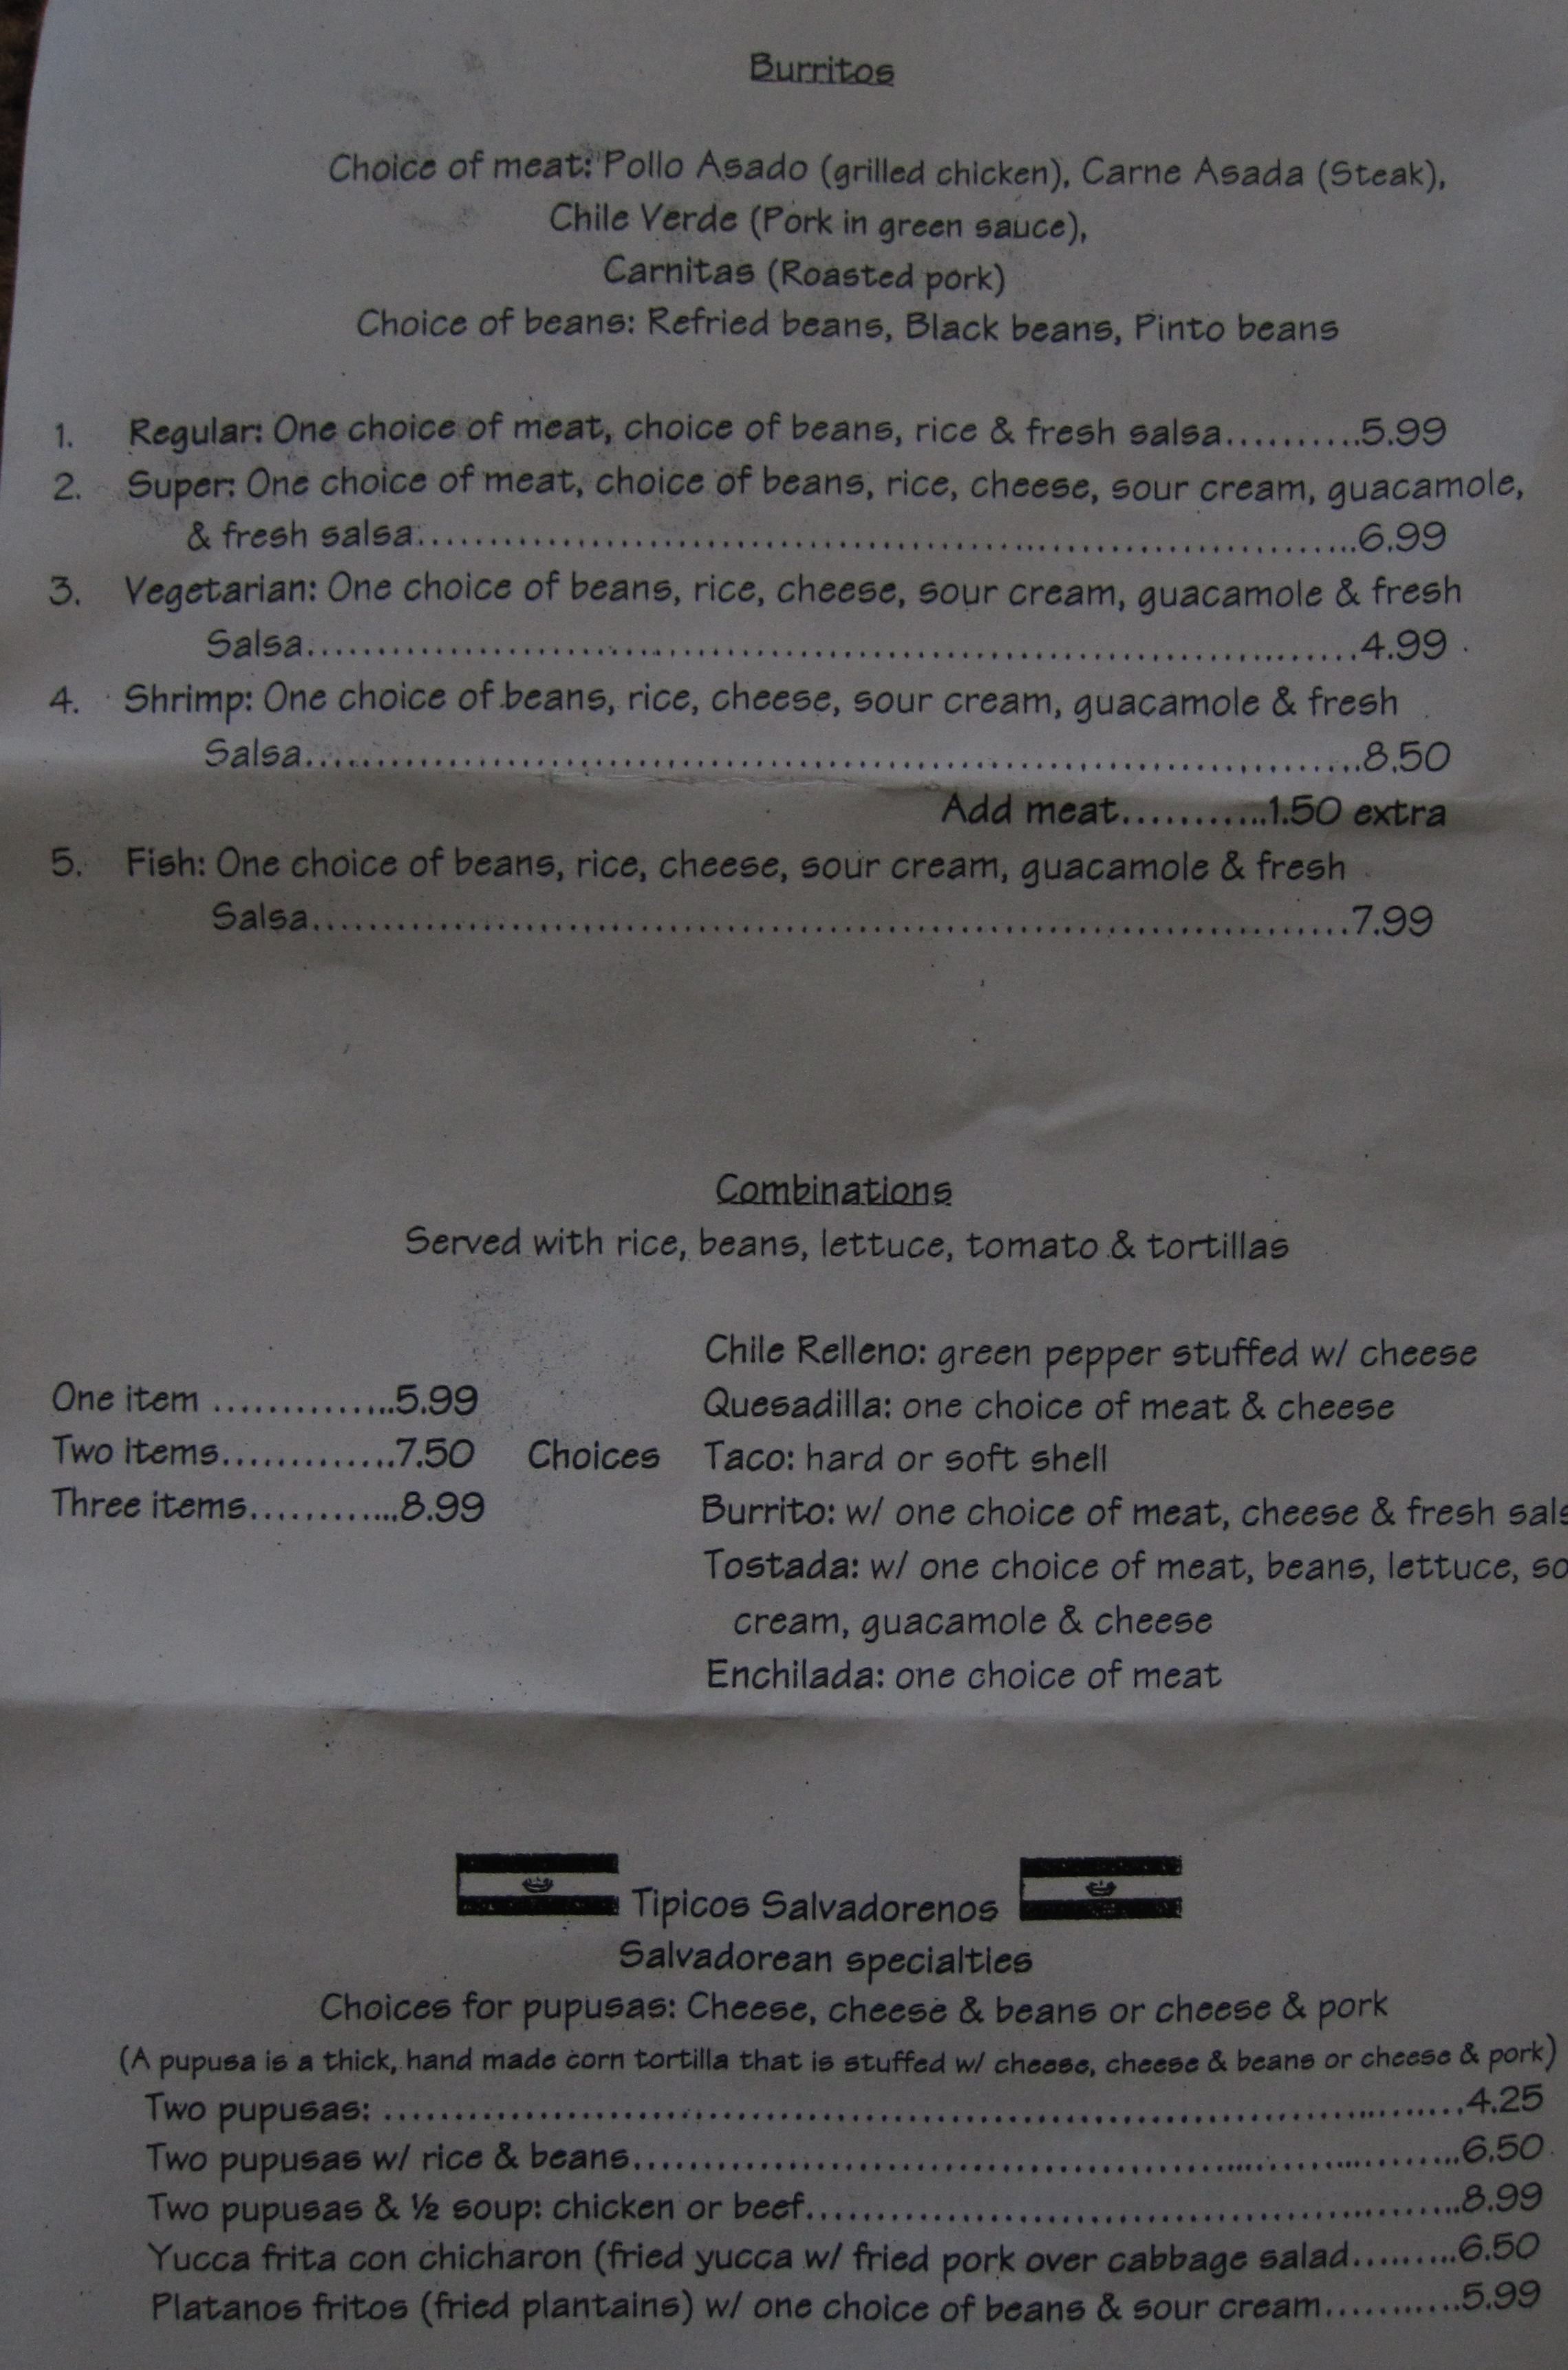 Burritos
Choice of meat: Pollo Asado (grilled chicken), Carne Asada (Steak),
Chile Verde (Pork in green sauce),
Carnitas (Roasted pork)
Choice of beans: Refried beans, Black beans, Pinto beans
1. Regular: One choice of meat, choice of beans, rice & fresh salsa...........5.99
2. Super: One choice of meat, choice of beans, rice, cheese, sour cream, guacamole,
& fresh salsa..................................................................6.99
3. Vegetarian: One choice of beans, rice, cheese, sour cream, guacamole & fresh
Salsa..........................................................................4.99
4. Shrimp: One choice of beans, rice, cheese, sour cream, guacamole & fresh
Salsa..........................................................................8.50
Add meat............1.50 extra
5. Fish: One choice of beans, rice, cheese, sour cream, guacamole & fresh
Salsa..........................................................................7.99
Combinations
Served with rice, beans, lettuce, tomato & tortillas
Chile Relleno: green pepper stuffed w/ cheese
One item ..............5.99
Quesadilla: one choice of meat & cheese
Two items..............7.50 Choices Taco: hard or soft shell
Three items............8.99
Burrito: w/ one choice of meat, cheese & fresh sals
Tostada: w/ one choice of meat, beans, lettuce, so
cream, guacamole & cheese
Enchilada: one choice of meat
Tipicos Salvadorenos
Salvadorean specialties
Choices for pupusas: Cheese, cheese & beans or cheese & pork
(A pupusa is a thick, hand made corn tortilla that is stuffed w/ cheese, cheese & beans or cheese & pork)
Two pupusas: ..................................................................4.25
Two pupusas w/ rice & beans....................................................6.50
Two pupusas & ½ soup: chicken or beef..........................................8.99
Yucca frita con chicharon (fried yucca w/ fried pork over cabbage salad.........6.50
Platanos fritos (fried plantains) w/ one choice of beans & sour cream...........5.99